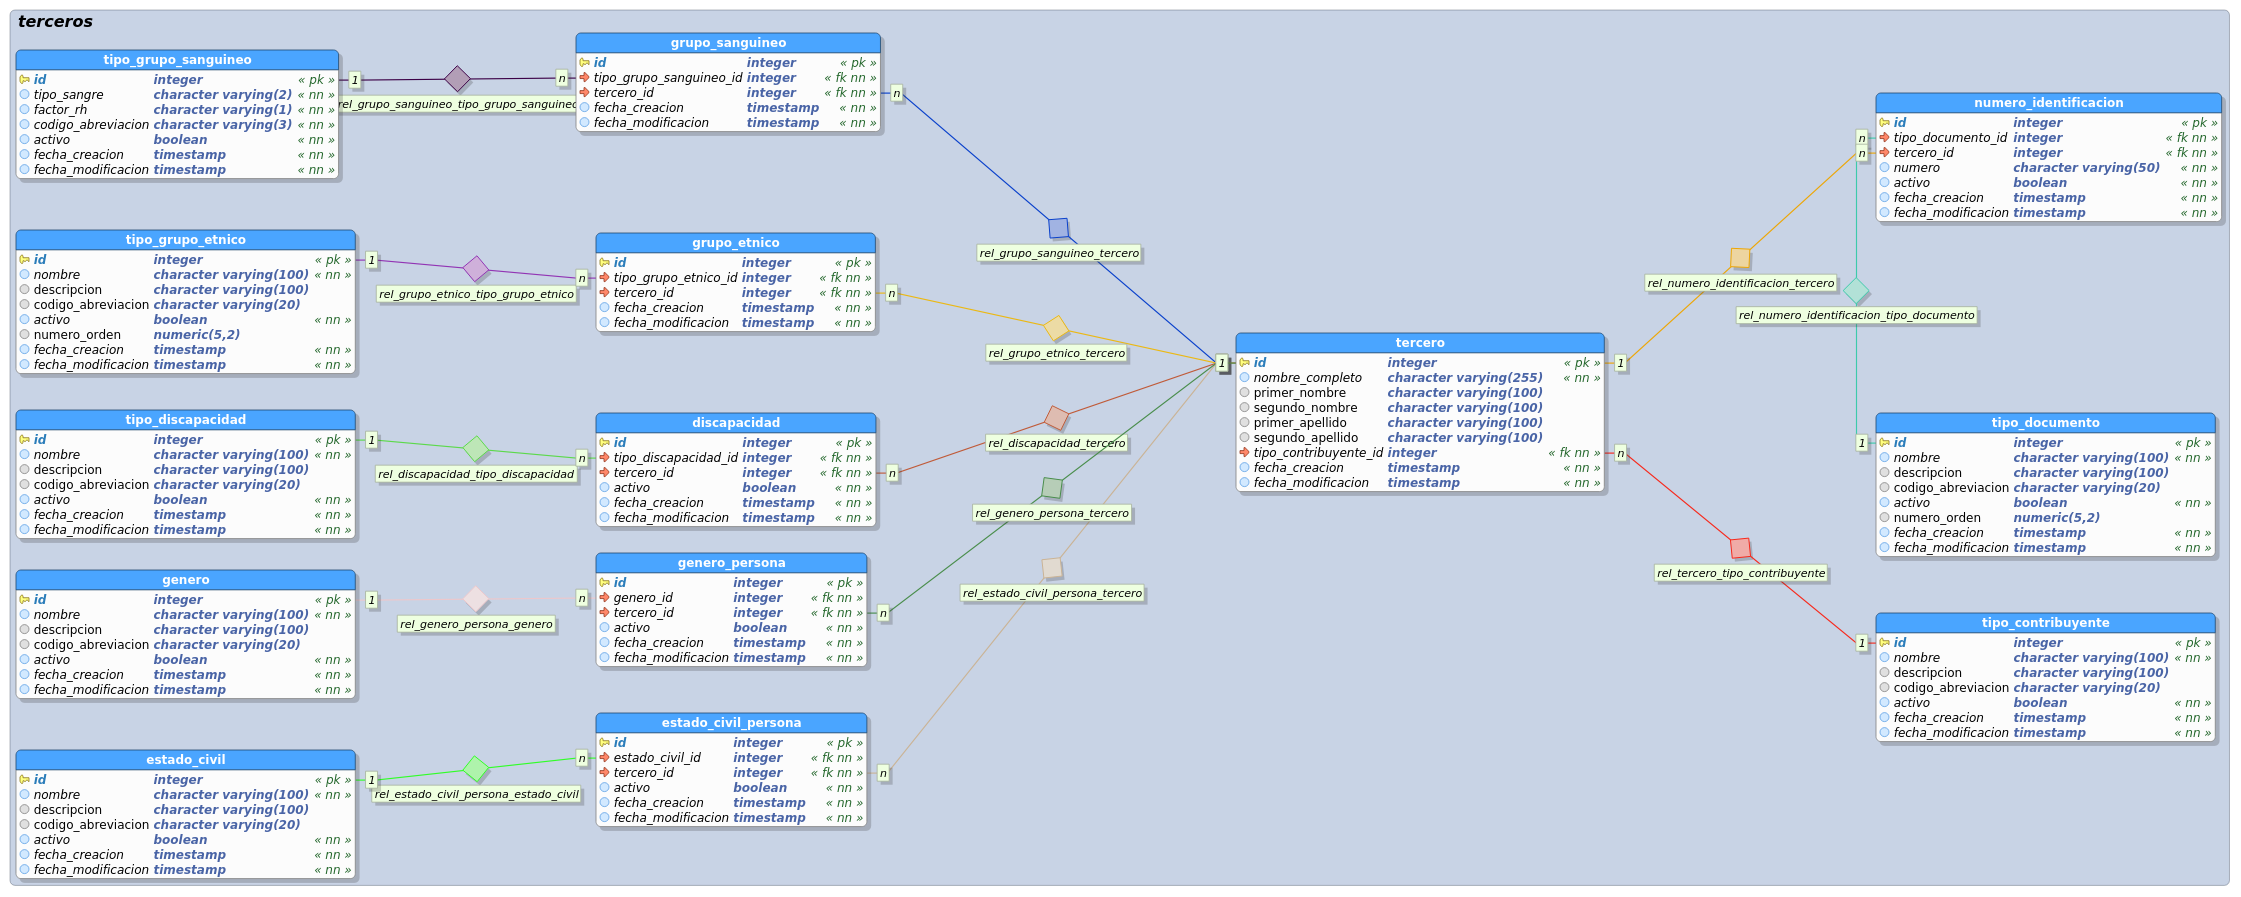 terceros
tipo_grupo_sanguineo
id integer « pk »
tipo_sangre character varying(2) « nn »
factor_rh character varying(1) « nn »
codigo_abreviacion character varying(3) « nn »
activo boolean « nn »
fecha_creacion timestamp « nn »
fecha_modificacion timestamp « nn »
1
n
rel_grupo_sanguineo_tipo_grupo_sanguineo
grupo_sanguineo
id integer « pk »
tipo_grupo_sanguineo_id integer « fk nn »
tercero_id integer « fk nn »
fecha_creacion timestamp « nn »
fecha_modificacion timestamp « nn »
n
rel_grupo_sanguineo_tercero
tipo_grupo_etnico
id integer « pk »
nombre character varying(100) « nn »
descripcion character varying(100)
codigo_abreviacion character varying(20)
activo boolean « nn »
numero_orden numeric(5,2)
fecha_creacion timestamp « nn »
fecha_modificacion timestamp « nn »
1
n
rel_grupo_etnico_tipo_grupo_etnico
grupo_etnico
id integer « pk »
tipo_grupo_etnico_id integer « fk nn »
tercero_id integer « fk nn »
fecha_creacion timestamp « nn »
fecha_modificacion timestamp « nn »
n
rel_grupo_etnico_tercero
tipo_discapacidad
id integer « pk »
nombre character varying(100) « nn »
descripcion character varying(100)
codigo_abreviacion character varying(20)
activo boolean « nn »
fecha_creacion timestamp « nn »
fecha_modificacion timestamp « nn »
1
n
rel_discapacidad_tipo_discapacidad
discapacidad
id integer « pk »
tipo_discapacidad_id integer « fk nn »
tercero_id integer « fk nn »
activo boolean « nn »
fecha_creacion timestamp « nn »
fecha_modificacion timestamp « nn »
n
rel_discapacidad_tercero
genero
id integer « pk »
nombre character varying(100) « nn »
descripcion character varying(100)
codigo_abreviacion character varying(20)
activo boolean « nn »
fecha_creacion timestamp « nn »
fecha_modificacion timestamp « nn »
1
n
rel_genero_persona_genero
genero_persona
id integer « pk »
genero_id integer « fk nn »
tercero_id integer « fk nn »
activo boolean « nn »
fecha_creacion timestamp « nn »
fecha_modificacion timestamp « nn »
n
rel_genero_persona_tercero
estado_civil
id integer « pk »
nombre character varying(100) « nn »
descripcion character varying(100)
codigo_abreviacion character varying(20)
activo boolean « nn »
fecha_creacion timestamp « nn »
fecha_modificacion timestamp « nn »
1
n
rel_estado_civil_persona_estado_civil
estado_civil_persona
id integer « pk »
estado_civil_id integer « fk nn »
tercero_id integer « fk nn »
activo boolean « nn »
fecha_creacion timestamp « nn »
fecha_modificacion timestamp « nn »
n
rel_estado_civil_persona_tercero
1
tercero
id integer « pk »
nombre_completo character varying(255) « nn »
primer_nombre character varying(100)
segundo_nombre character varying(100)
primer_apellido character varying(100)
segundo_apellido character varying(100)
tipo_contribuyente_id integer « fk nn »
fecha_creacion timestamp « nn »
fecha_modificacion timestamp « nn »
1
n
rel_numero_identificacion_tercero
n
n
numero_identificacion
id integer « pk »
tipo_documento_id integer « fk nn »
tercero_id integer « fk nn »
numero character varying(50) « nn »
activo boolean « nn »
fecha_creacion timestamp « nn »
fecha_modificacion timestamp « nn »
rel_numero_identificacion_tipo_documento
1
tipo_documento
id integer « pk »
nombre character varying(100) « nn »
descripcion character varying(100)
codigo_abreviacion character varying(20)
activo boolean « nn »
numero_orden numeric(5,2)
fecha_creacion timestamp « nn »
fecha_modificacion timestamp « nn »
rel_tercero_tipo_contribuyente
1
tipo_contribuyente
id integer « pk »
nombre character varying(100) « nn »
descripcion character varying(100)
codigo_abreviacion character varying(20)
activo boolean « nn »
fecha_creacion timestamp « nn »
fecha_modificacion timestamp « nn »